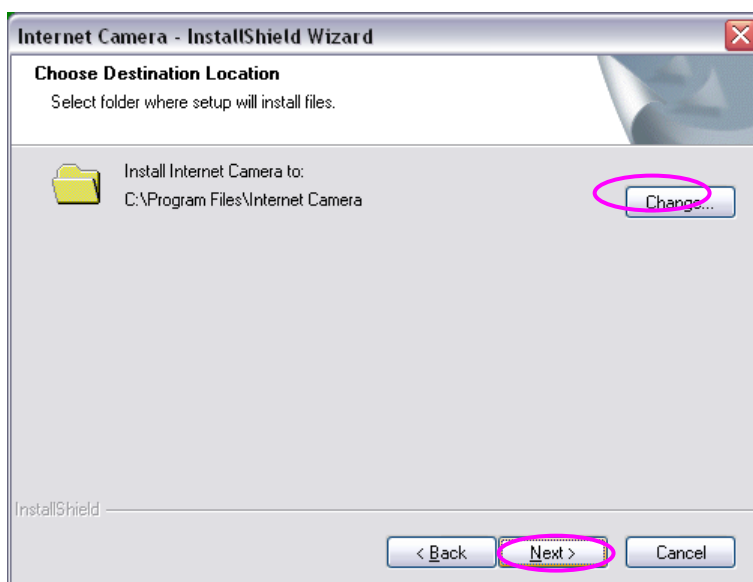 Internet Camera - InstallShield Wizard
Choose Destination Location
Select folder where setup will install files.
Install Internet Camera to:
C:\Program Files\Internet Camera
Change...
InstallShield
< Back
Next >
Cancel